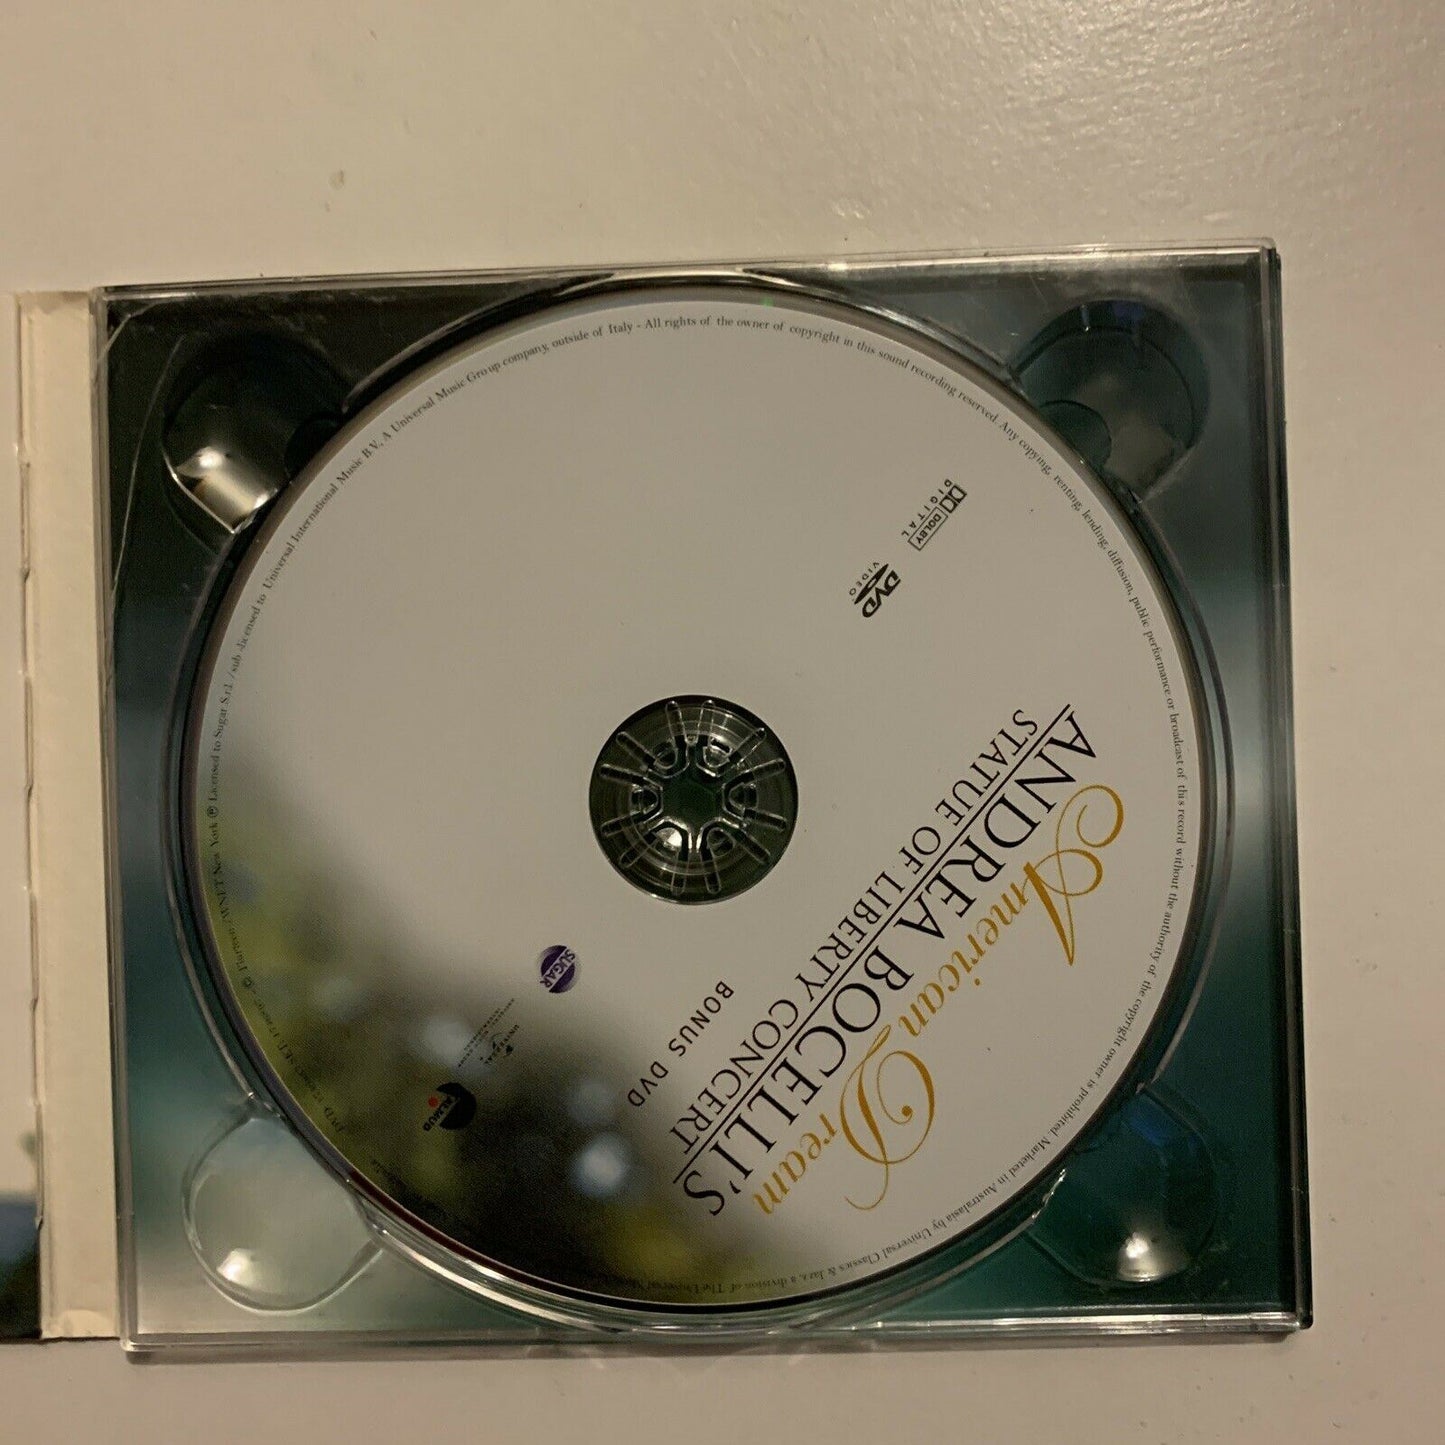 American Dream
ANDREA BOCELLI'S
STATUE OF LIBERTY CONCERT
BONUS DVD
DOLBY
DIGITAL
DVD
VIDEO
SUGAR
UNIVERSAL
Licensed to Sugar S.r.l. / sub-licensed to Universal International Music B.V., A Universal Music Group company, outside of Italy - All rights of the owner of copyright in this sound recording reserved. Any copying, renting, lending, diffusion, public performance or broadcast of this record without the authority of the copyright owner is prohibited. Marketed in Australasia by Universal Classics & Jazz, a division of The Universal